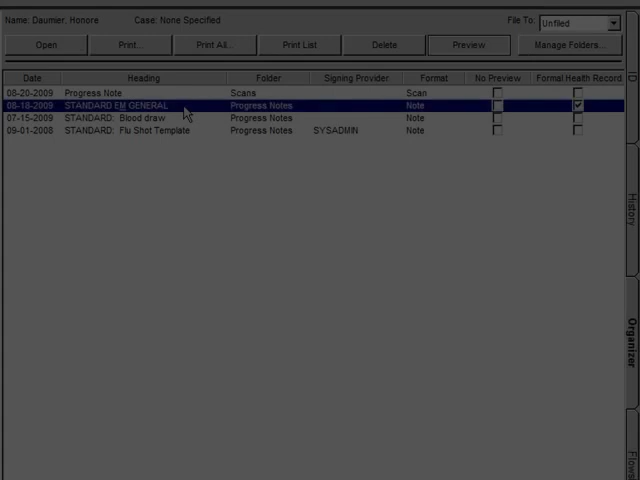 Name: Daumier, Honore Case: None Specified File To: Unfiled
Open Print... Print All... Print List Delete Preview Manage Folders...
Date Heading Folder Signing Provider Format No Preview Formal Health Record
08-20-2009 Progress Note Scans Scan
08-18-2009 STANDARD EM GENERAL Progress Notes Note
07-15-2009 STANDARD: Blood draw Progress Notes Note
09-01-2008 STANDARD: Flu Shot Template Progress Notes SYSADMIN Note
History
Organizer